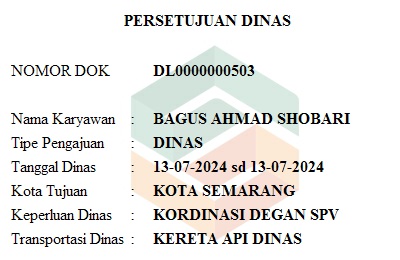 PERSETUJUAN DINAS
NOMOR DOK DL0000000503
Nama Karyawan : BAGUS AHMAD SHOBARI
Tipe Pengajuan : DINAS
Tanggal Dinas : 13-07-2024 sd 13-07-2024
Kota Tujuan : KOTA SEMARANG
Keperluan Dinas : KORDINASI DEGAN SPV
Transportasi Dinas : KERETA API DINAS